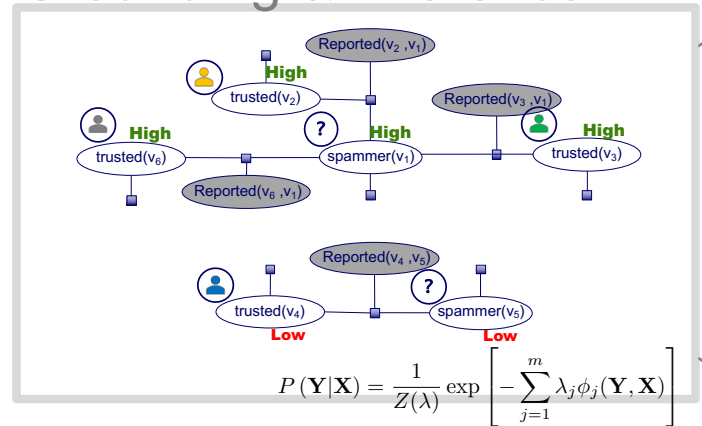 Reported(v₂ ,v₁)
High
trusted(v₂)
Reported(v₃ ,v₁)
High
?
High
High
trusted(v₆)
spammer(v₁)
trusted(v₃)
Reported(v₆ ,v₁)
Reported(v₄ ,v₅)
?
trusted(v₄)
spammer(v₅)
Low
Low
P (Y|X) = 1/Z(λ) exp [ − ∑ⱼ₌₁ᵐ λⱼϕⱼ(Y, X) ]